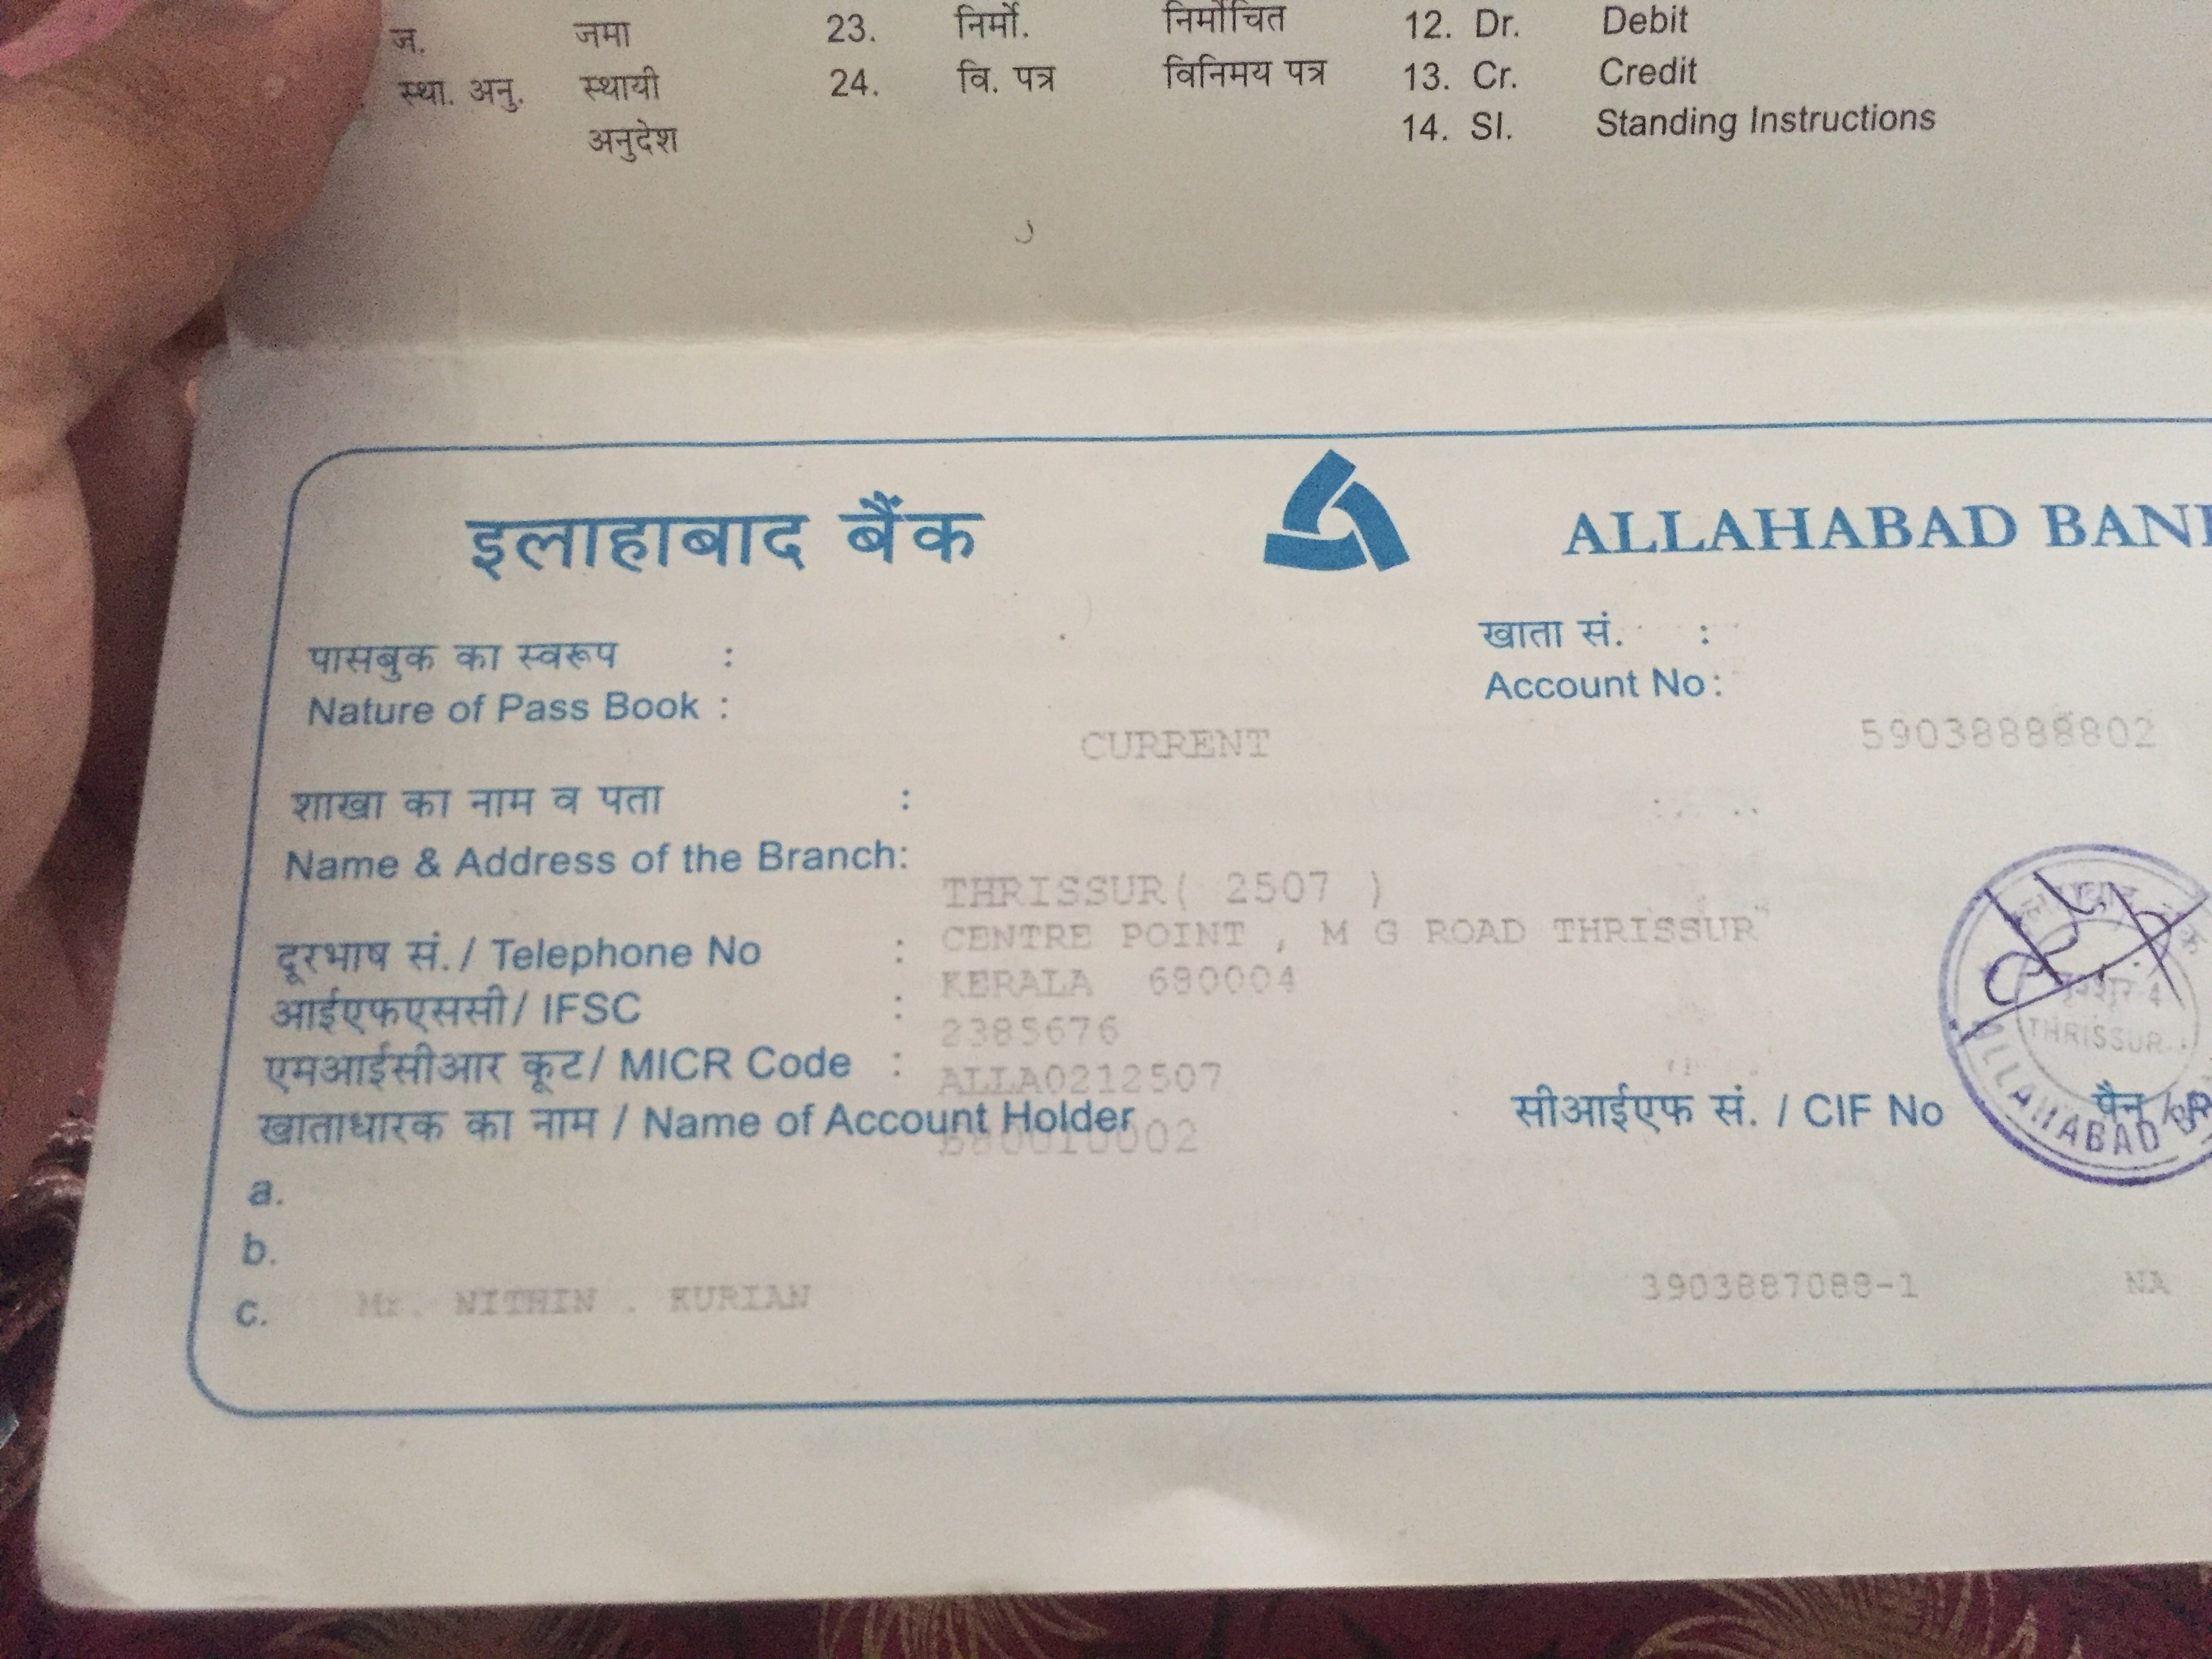 ज. जमा 23. निर्मो. निर्मोचित 12. Dr. Debit
स्था. अनु. स्थायी 24. वि. पत्र विनिमय पत्र 13. Cr. Credit
अनुदेश 14. SI. Standing Instructions
इलाहाबाद बैंक ALLAHABAD BANK
पासबुक का स्वरूप : खाता सं. :
Nature of Pass Book : Account No :
CURRENT 59038888802
शाखा का नाम व पता :
Name & Address of the Branch:
THRISSUR( 2507 )
CENTRE POINT , M G ROAD THRISSUR
दूरभाष सं./ Telephone No :
KERALA 680004
आईएफएससी/ IFSC :
2385676
एमआईसीआर कूट/ MICR Code :
ALLA0212507
खाताधारक का नाम / Name of Account Holder सीआईएफ सं. / CIF No पैन
680010002
THRISSUR
ALLAHABAD
a.
b.
c. Mr. NITHIN . KURIAN 3903887088-1 NA